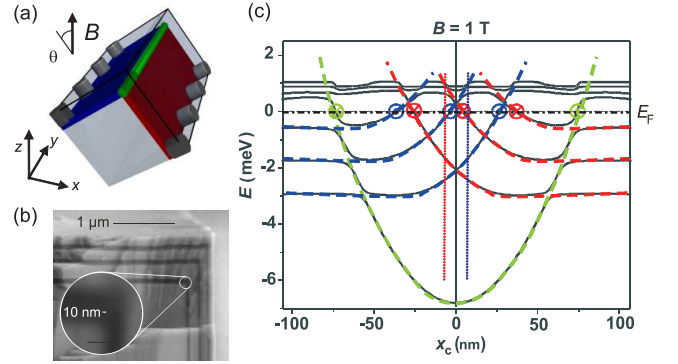 (a)
B
θ
z
y
x
(b)
1 µm
10 nm-
(c)
B = 1 T
E (meV)
2
0
-2
-4
-6
E_F
-100
-50
0
50
100
x_c (nm)